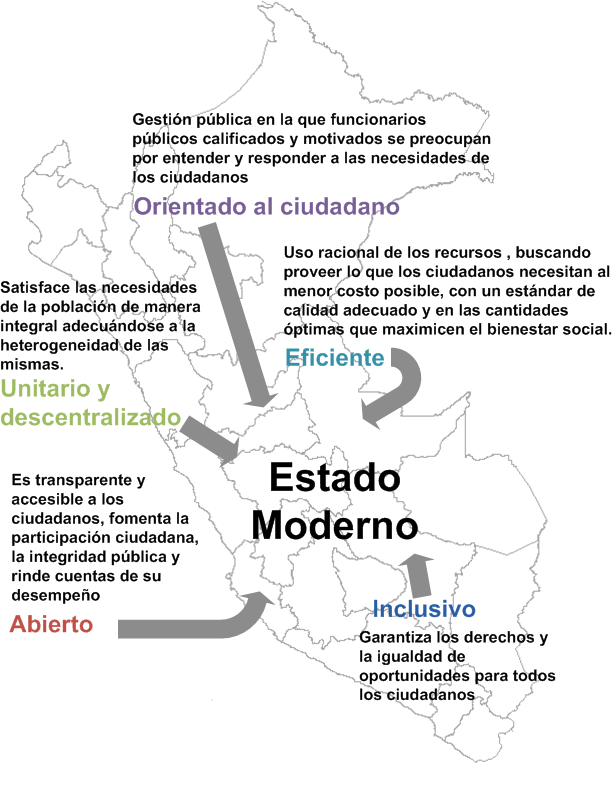 Gestión pública en la que funcionarios
públicos calificados y motivados se preocupan
por entender y responder a las necesidades de
los ciudadanos
Orientado al ciudadano
Uso racional de los recursos , buscando
proveer lo que los ciudadanos necesitan al
menor costo posible, con un estándar de
calidad adecuado y en las cantidades
óptimas que maximicen el bienestar social.
Eficiente
Satisface las necesidades
de la población de manera
integral adecuándose a la
heterogeneidad de las
mismas.
Unitario y
descentralizado
Estado
Moderno
Es transparente y
accesible a los
ciudadanos, fomenta la
participación ciudadana,
la integridad pública y
rinde cuentas de su
desempeño
Abierto
Inclusivo
Garantiza los derechos y
la igualdad de
oportunidades para todos
los ciudadanos